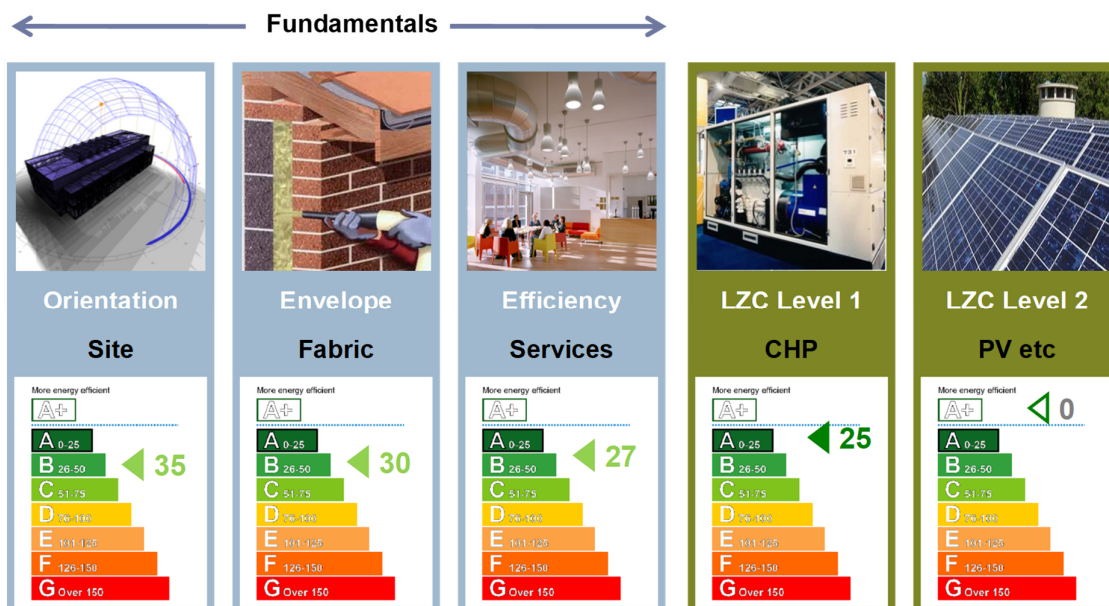 Fundamentals
Orientation
Site
More energy efficient
A+
A 0-25
B 26-50
C 51-75
D 76-100
E 101-125
F 126-150
G Over 150
35
Envelope
Fabric
More energy efficient
A+
A 0-25
B 26-50
C 51-75
D 76-100
E 101-125
F 126-150
G Over 150
30
Efficiency
Services
More energy efficient
A+
A 0-25
B 26-50
C 51-75
D 76-100
E 101-125
F 126-150
G Over 150
27
LZC Level 1
CHP
More energy efficient
A+
A 0-25
B 26-50
C 51-75
D 76-100
E 101-125
F 126-150
G Over 150
25
LZC Level 2
PV etc
More energy efficient
A+
A 0-25
B 26-50
C 51-75
D 76-100
E 101-125
F 126-150
G Over 150
0